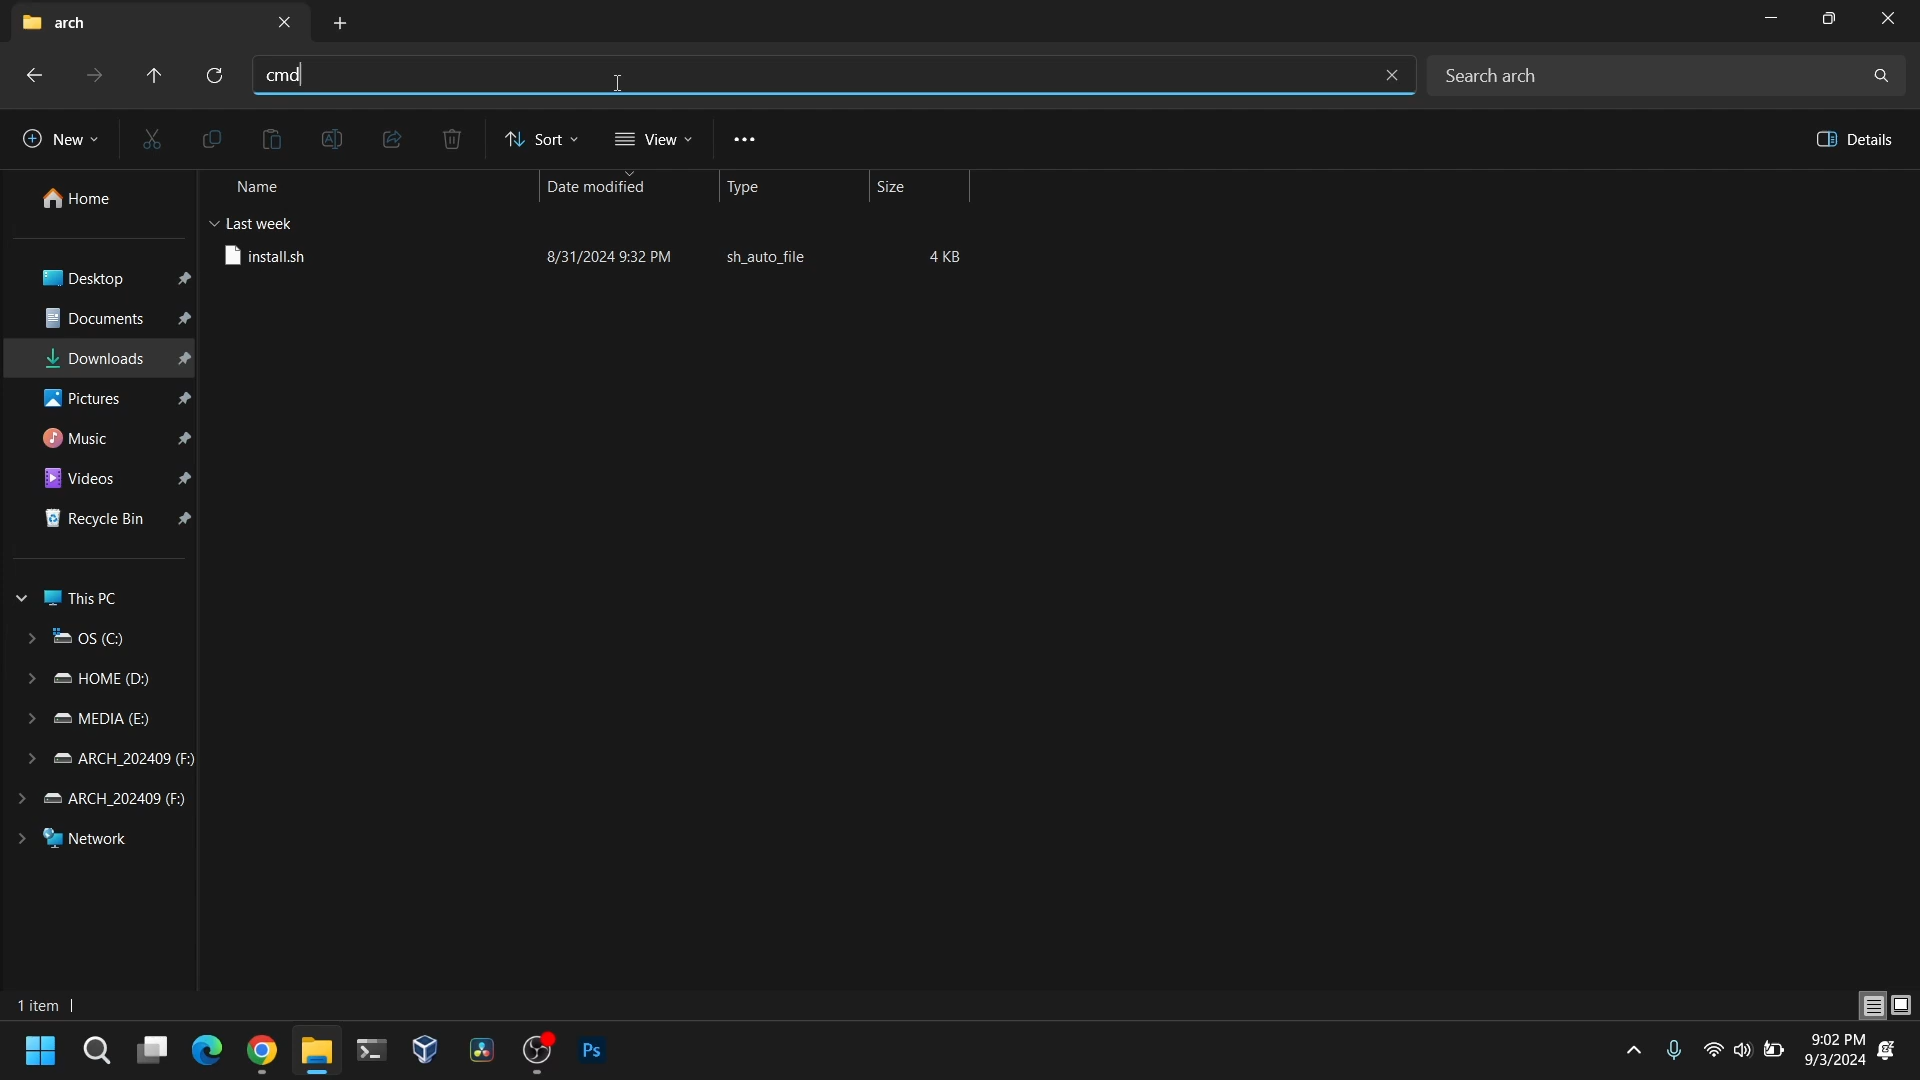 arch
cmd
Search arch
New
Sort
View
Details
Name Date modified Type Size
Home
Last week
install.sh 8/31/2024 9:32 PM sh_auto_file 4 KB
Desktop
Documents
Downloads
Pictures
Music
Videos
Recycle Bin
This PC
OS (C:)
HOME (D:)
MEDIA (E:)
ARCH_202409 (F:)
ARCH_202409 (F:)
Network
1 item
Ps
9:02 PM
9/3/2024